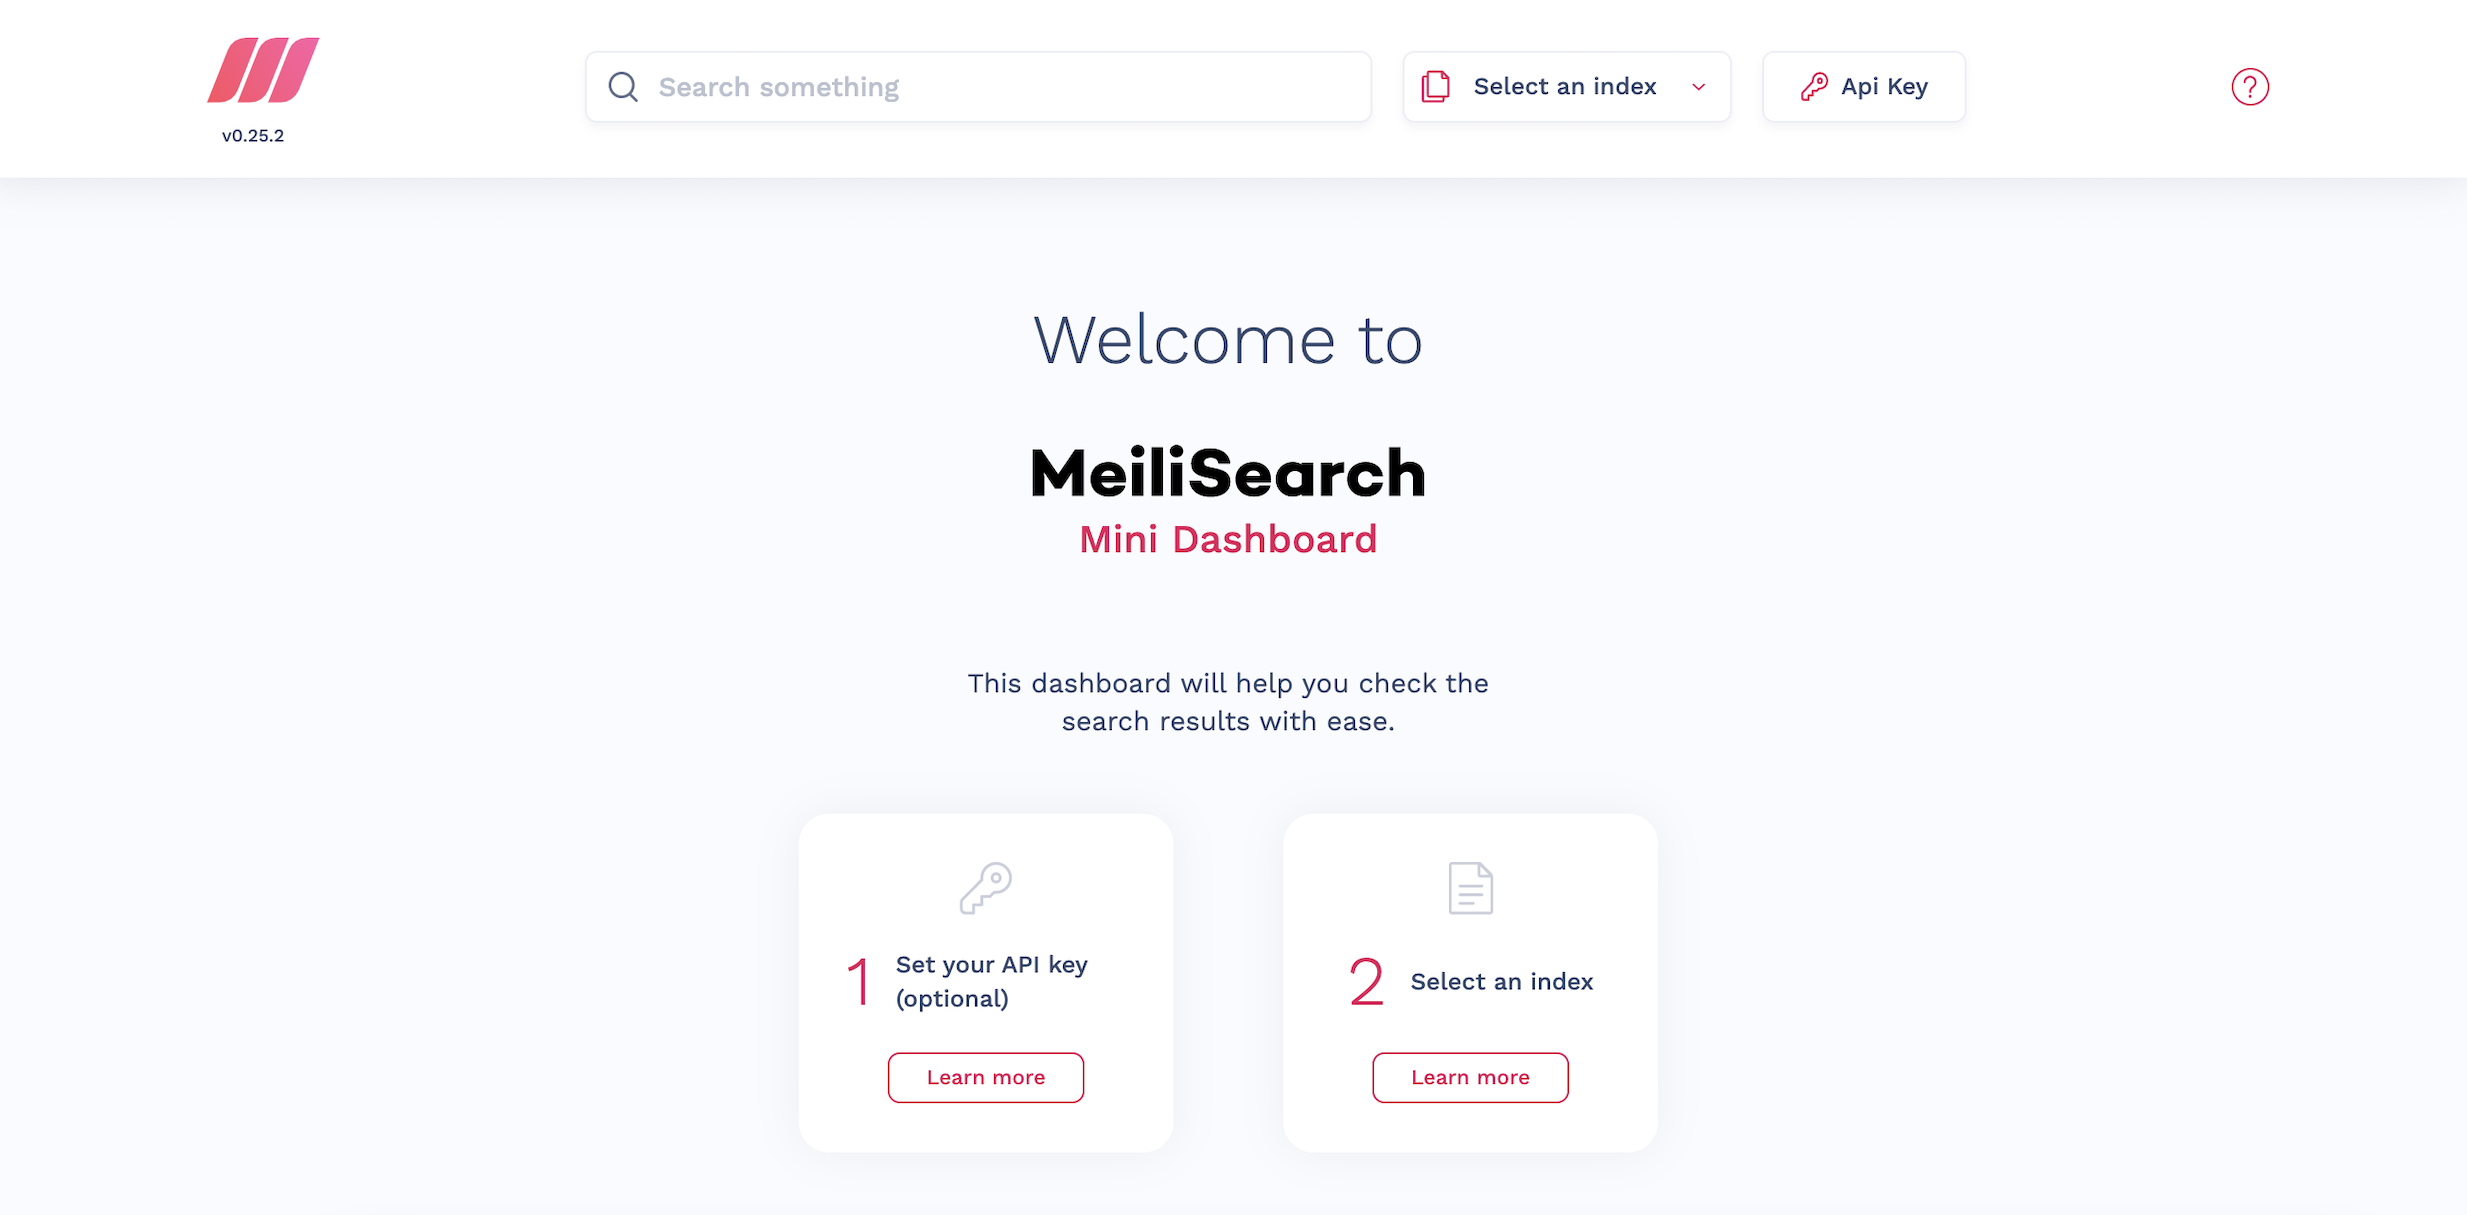 Search something
Select an index
Api Key
?
v0.25.2
Welcome to
MeiliSearch
Mini Dashboard
This dashboard will help you check the
search results with ease.
1
Set your API key
(optional)
Learn more
2
Select an index
Learn more